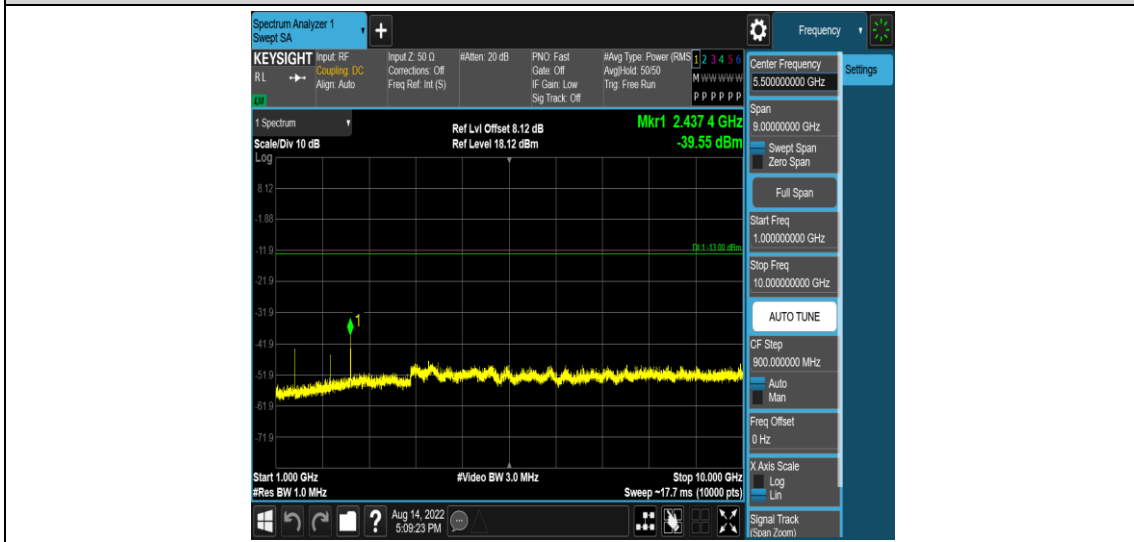 Spectrum Analyzer 1
Swept SA
+
Frequency
KEYSIGHT
RL
LXI
Input: RF
Coupling: DC
Align: Auto
Input Z: 50 Ω
Corrections: Off
Freq Ref: Int (S)
#Atten: 20 dB
PNO: Fast
Gate: Off
IF Gain: Low
Sig Track: Off
#Avg Type: Power (RMS
Avg|Hold: 50/50
Trig: Free Run
1 2 3 4 5 6
M W W W W W
P P P P P P
1 Spectrum
Scale/Div 10 dB
Log
Ref Lvl Offset 8.12 dB
Ref Level 18.12 dBm
Mkr1 2.437 4 GHz
-39.55 dBm
8.12
-1.88
-11.9
DL1 -13.00 dBm
-21.9
-31.9
1
-41.9
-51.9
-61.9
-71.9
Start 1.000 GHz
#Res BW 1.0 MHz
#Video BW 3.0 MHz
Stop 10.000 GHz
Sweep ~17.7 ms (10000 pts)
?
Aug 14, 2022
5:09:23 PM
Center Frequency
5.50000000 GHz
Settings
Span
9.00000000 GHz
Swept Span
Zero Span
Full Span
Start Freq
1.000000000 GHz
Stop Freq
10.000000000 GHz
AUTO TUNE
CF Step
900.000000 MHz
Auto
Man
Freq Offset
0 Hz
X Axis Scale
Log
Lin
Signal Track
(Span Zoom)